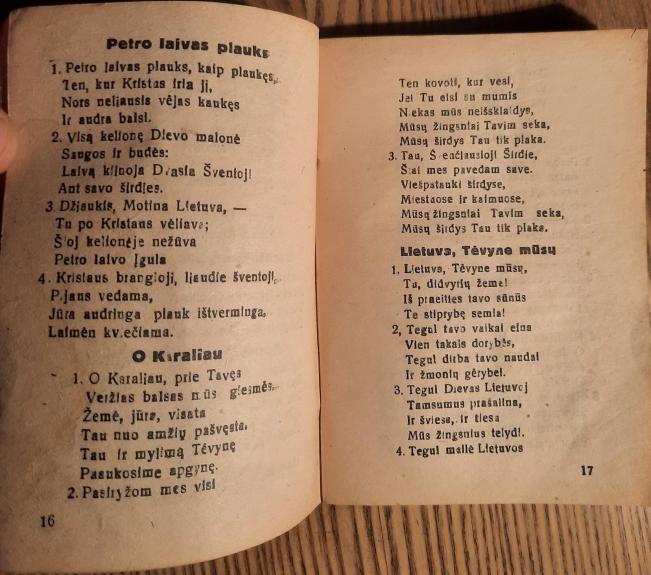 Petro laivas plauks
1. Petro laivas plauks, kaip plaukęs,
Ten, kur Kristas iria jį,
Nors neliausis vėjas kaukęs
Ir audra baisi.
2. Visą kelionę Dievo malonė
Saugos ir budės:
Laivą kilnoja Dvasia Šventoji
Ant savo širdies.
3. Džiaukis, Motina Lietuva, —
Tu po Kristaus vėliava;
Šioj kelionėje nežūva
Petro laivo įgula
4. Kristaus brangioji, liaudie šventoji,
Pijaus vedama,
Jūra audringa plauk ištverminga,
Laimėn kviečiama.
O Karaliau
1. O Karaliau, prie Tavęs
Veržias balsas mūs giesmės.
Žemė, jūra, visata
Tau nuo amžių pašvęsta.
Tau ir mylimą Tėvynę
Pasukosime apgynę.
2. Pasiryžom mes visi
16
Ten kovoti, kur vesi,
Jei Tu eisi su mumis
Niekas mūs neišsklaidys,
Mūsų žingsniai Tavim seka,
Mūsų širdys Tau tik plaka.
3. Tau, Švenčiausioji Širdie,
Štai mes pavedam save.
Viešpatauki širdyse,
Miestuose ir kaimuose,
Mūsų žingsniai Tavim seka,
Mūsų širdys Tau tik plaka.
Lietuva, Tėvyne mūsų
1. Lietuva, Tėvyne mūsų,
Tu, didvyrių žeme!
Iš praeities tavo sūnūs
Te stiprybę semia!
2, Tegul tavo vaikai eina
Vien takais dorybės,
Tegul dirba tavo naudai
Ir žmonių gėrybei.
3. Tegul Dievas Lietuvoj
Tamsumus prašalina,
Ir šviesa, ir tiesa
Mūs žingsnius telydi.
4. Tegul meilė Lietuvos
17